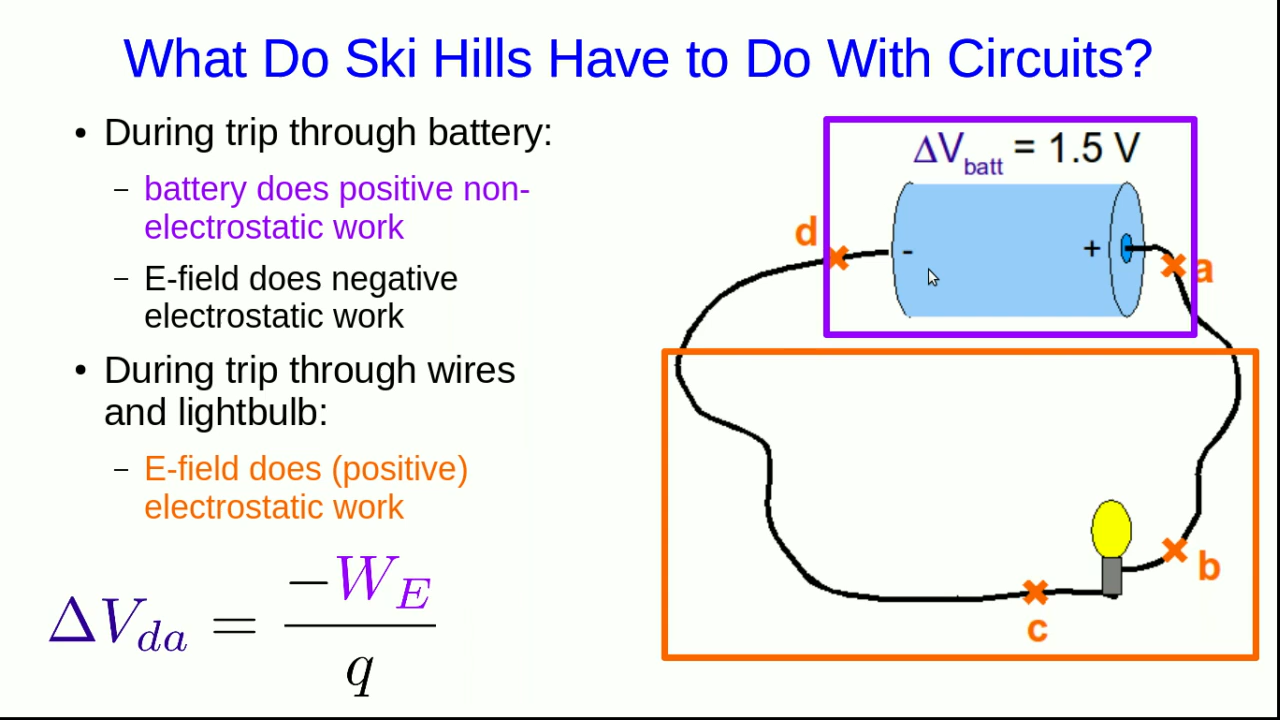 What Do Ski Hills Have to Do With Circuits?
• During trip through battery:
– battery does positive non-
electrostatic work
– E-field does negative
electrostatic work
• During trip through wires
and lightbulb:
– E-field does (positive)
electrostatic work
ΔV_da = −W_E / q
ΔV_batt = 1.5 V
d
- +
a
b
c